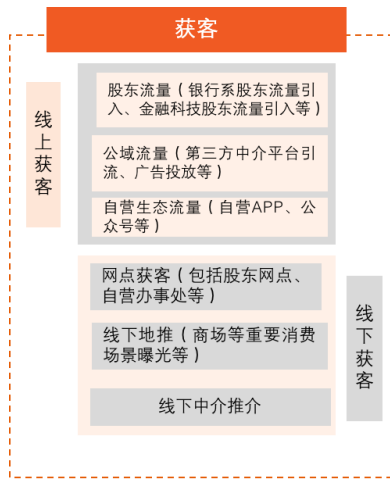 获客
线上获客
股东流量（银行系股东流量引
入、金融科技股东流量引入等）
公域流量（第三方中介平台引
流、广告投放等）
自营生态流量（自营APP、公
众号等）
网点获客（包括股东网点、
自营办事处等）
线下地推（商场等重要消费
场景曝光等）
线下中介推介
线下获客